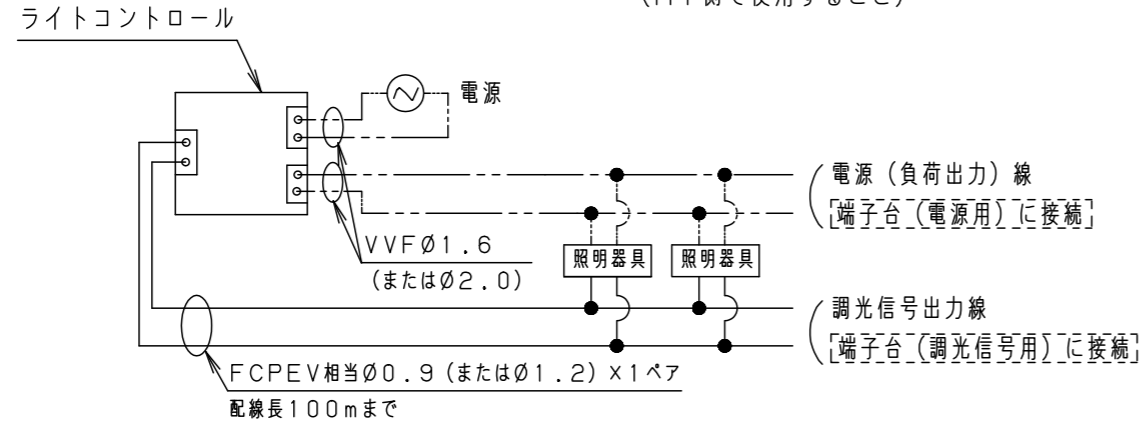 ライトコントロール
電源
電源（負荷出力）線
端子台（電源用）に接続
VVFØ1.6
（またはØ2.0）
照明器具
照明器具
調光信号出力線
端子台（調光信号用）に接続
FCPEV相当Ø0.9（またはØ1.2）×1ペア
配線長100mまで